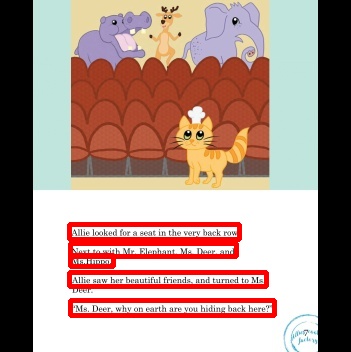 Allie looked for a seat in the very back row
Next to with Mr. Elephant, Ms. Deer, and
Ms.Hippo.
Allie saw her beautiful friends, and turned to Ms.
Deer.
"Ms. Deer, why on earth are you hiding back here?"